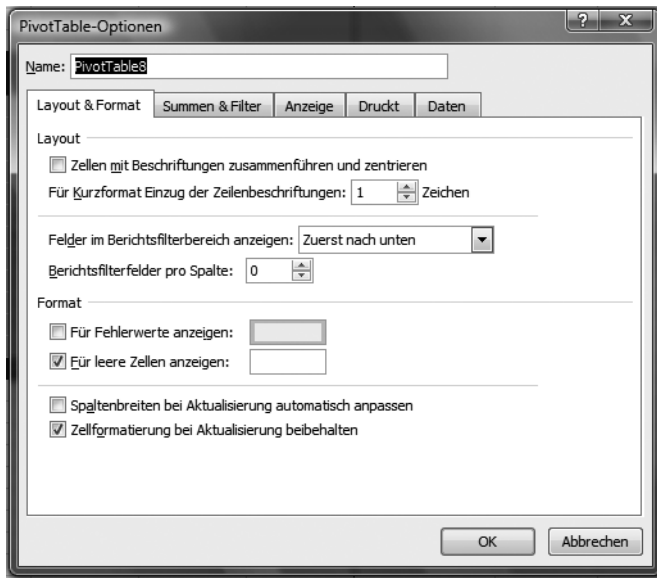 PivotTable-Optionen
Name: PivotTable8
Layout & Format Summen & Filter Anzeige Druckt Daten
Layout
Zellen mit Beschriftungen zusammenführen und zentrieren
Für Kurzformat Einzug der Zeilenbeschriftungen: 1 Zeichen
Felder im Berichtsfilterbereich anzeigen: Zuerst nach unten
Berichtsfilterfelder pro Spalte: 0
Format
Für Fehlerwerte anzeigen:
Für leere Zellen anzeigen:
Spaltenbreiten bei Aktualisierung automatisch anpassen
Zellformatierung bei Aktualisierung beibehalten
OK Abbrechen